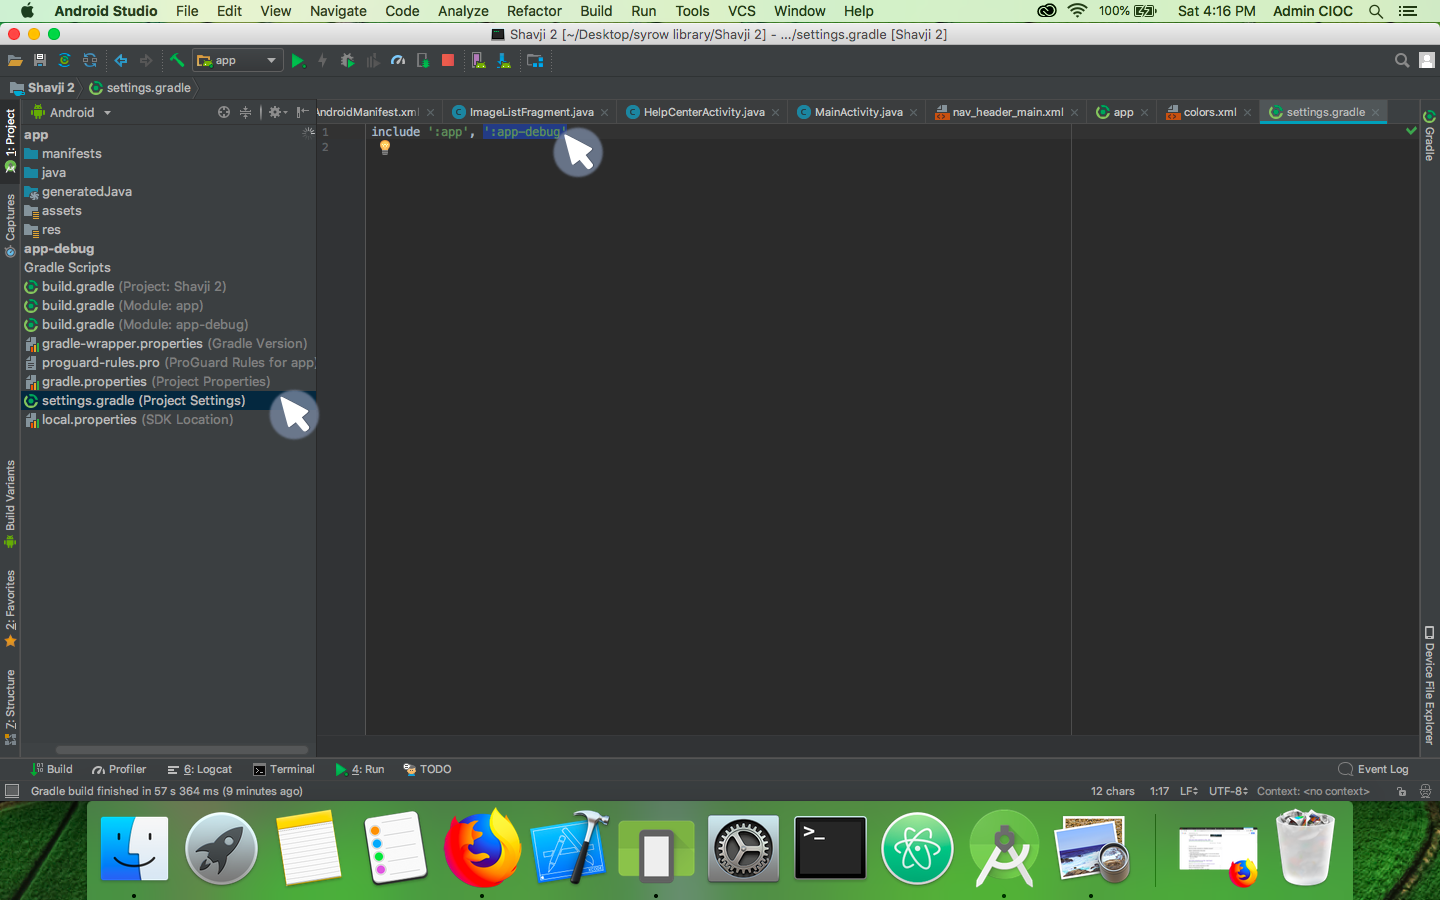 Android Studio File Edit View Navigate Code Analyze Refactor Build Run Tools VCS Window Help 100% Sat 4:16 PM Admin CIOC
Shavji 2 [~/Desktop/syrow library/Shavji 2] - .../settings.gradle [Shavji 2]
app
Shavji 2 settings.gradle
1: Project
Captures
Build Variants
2: Favorites
7: Structure
Android
app
manifests
java
generatedJava
assets
res
app-debug
Gradle Scripts
build.gradle (Project: Shavji 2)
build.gradle (Module: app)
build.gradle (Module: app-debug)
gradle-wrapper.properties (Gradle Version)
proguard-rules.pro (ProGuard Rules for app)
gradle.properties (Project Properties)
settings.gradle (Project Settings)
local.properties (SDK Location)
AndroidManifest.xml ImageListFragment.java HelpCenterActivity.java MainActivity.java nav_header_main.xml app colors.xml settings.gradle
1 include ':app', ':app-debug'
2
Gradle
Device File Explorer
Build Profiler 6: Logcat Terminal 4: Run TODO Event Log
Gradle build finished in 57 s 364 ms (9 minutes ago) 12 chars 1:17 LF UTF-8 Context: <no context>
>_